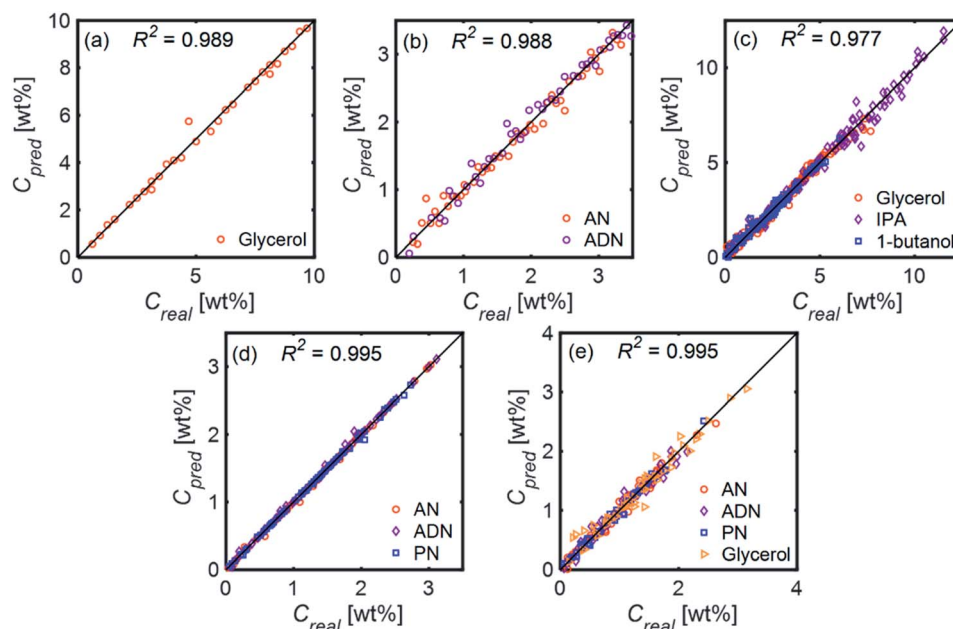 (a) R² = 0.989
10
8
6
4
2
0
0 5 10
C_pred [wt%]
C_real [wt%]
Glycerol
(b) R² = 0.988
3
2
1
0
0 1 2 3
C_pred [wt%]
C_real [wt%]
AN
ADN
(c) R² = 0.977
10
5
0
0 5 10
C_pred [wt%]
C_real [wt%]
Glycerol
IPA
1-butanol
(d) R² = 0.995
3
2
1
0
0 1 2 3
C_pred [wt%]
C_real [wt%]
AN
ADN
PN
(e) R² = 0.995
4
3
2
1
0
0 2 4
C_pred [wt%]
C_real [wt%]
AN
ADN
PN
Glycerol